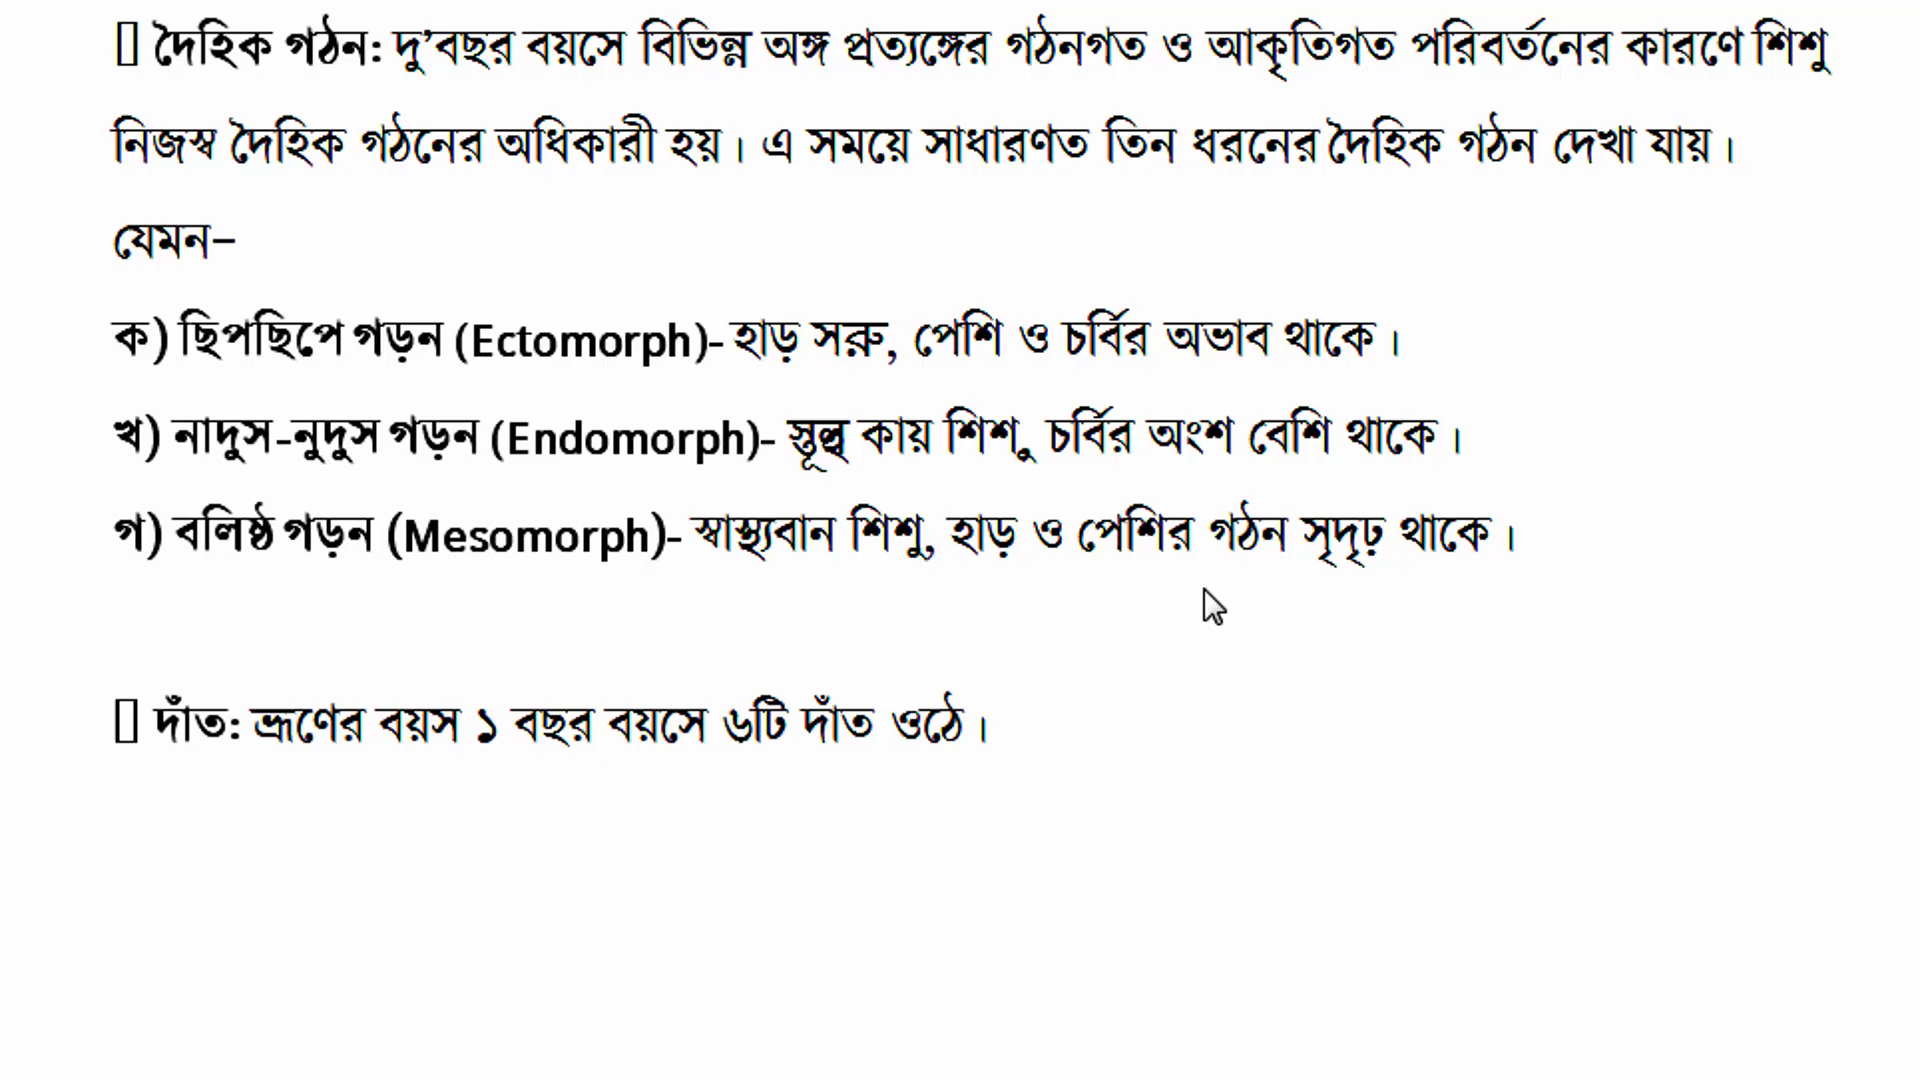 দৈহিক গঠন: দু’বছর বয়সে বিভিন্ন অঙ্গ প্রত্যঙ্গের গঠনগত ও আকৃতিগত পরিবর্তনের কারণে শিশু
নিজস্ব দৈহিক গঠনের অধিকারী হয়। এ সময়ে সাধারণত তিন ধরনের দৈহিক গঠন দেখা যায়।
যেমন–
ক) ছিপছিপে গড়ন (Ectomorph)- হাড় সরু, পেশি ও চর্বির অভাব থাকে।
খ) নাদুস-নুদুস গড়ন (Endomorph)- কায় শিশু, চর্বির অংশ বেশি থাকে।
গ) বলিষ্ঠ গড়ন (Mesomorph)- স্বাস্থ্যবান শিশু, হাড় ও পেশির গঠন সৃদৃঢ় থাকে।
দাঁত: ভ্রূণের বয়স ১ বছর বয়সে ৬টি দাঁত ওঠে।